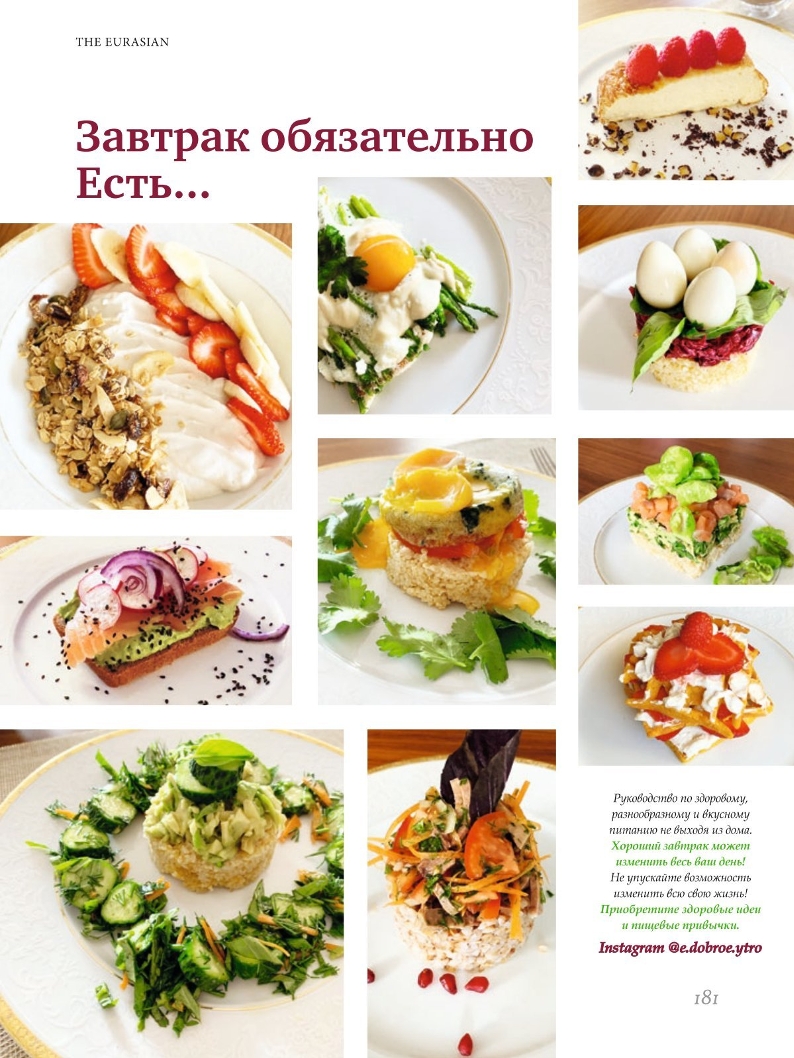 THE EURASIAN
Завтрак обязательно
Есть...
Руководство по здоровому,
разнообразному и вкусному
питанию не выходя из дома.
Хороший завтрак может
изменить весь ваш день!
Не упускайте возможность
изменить всю свою жизнь!
Приобретите здоровые идеи
и пищевые привычки.
Instagram @e.dobroe.ytro
181